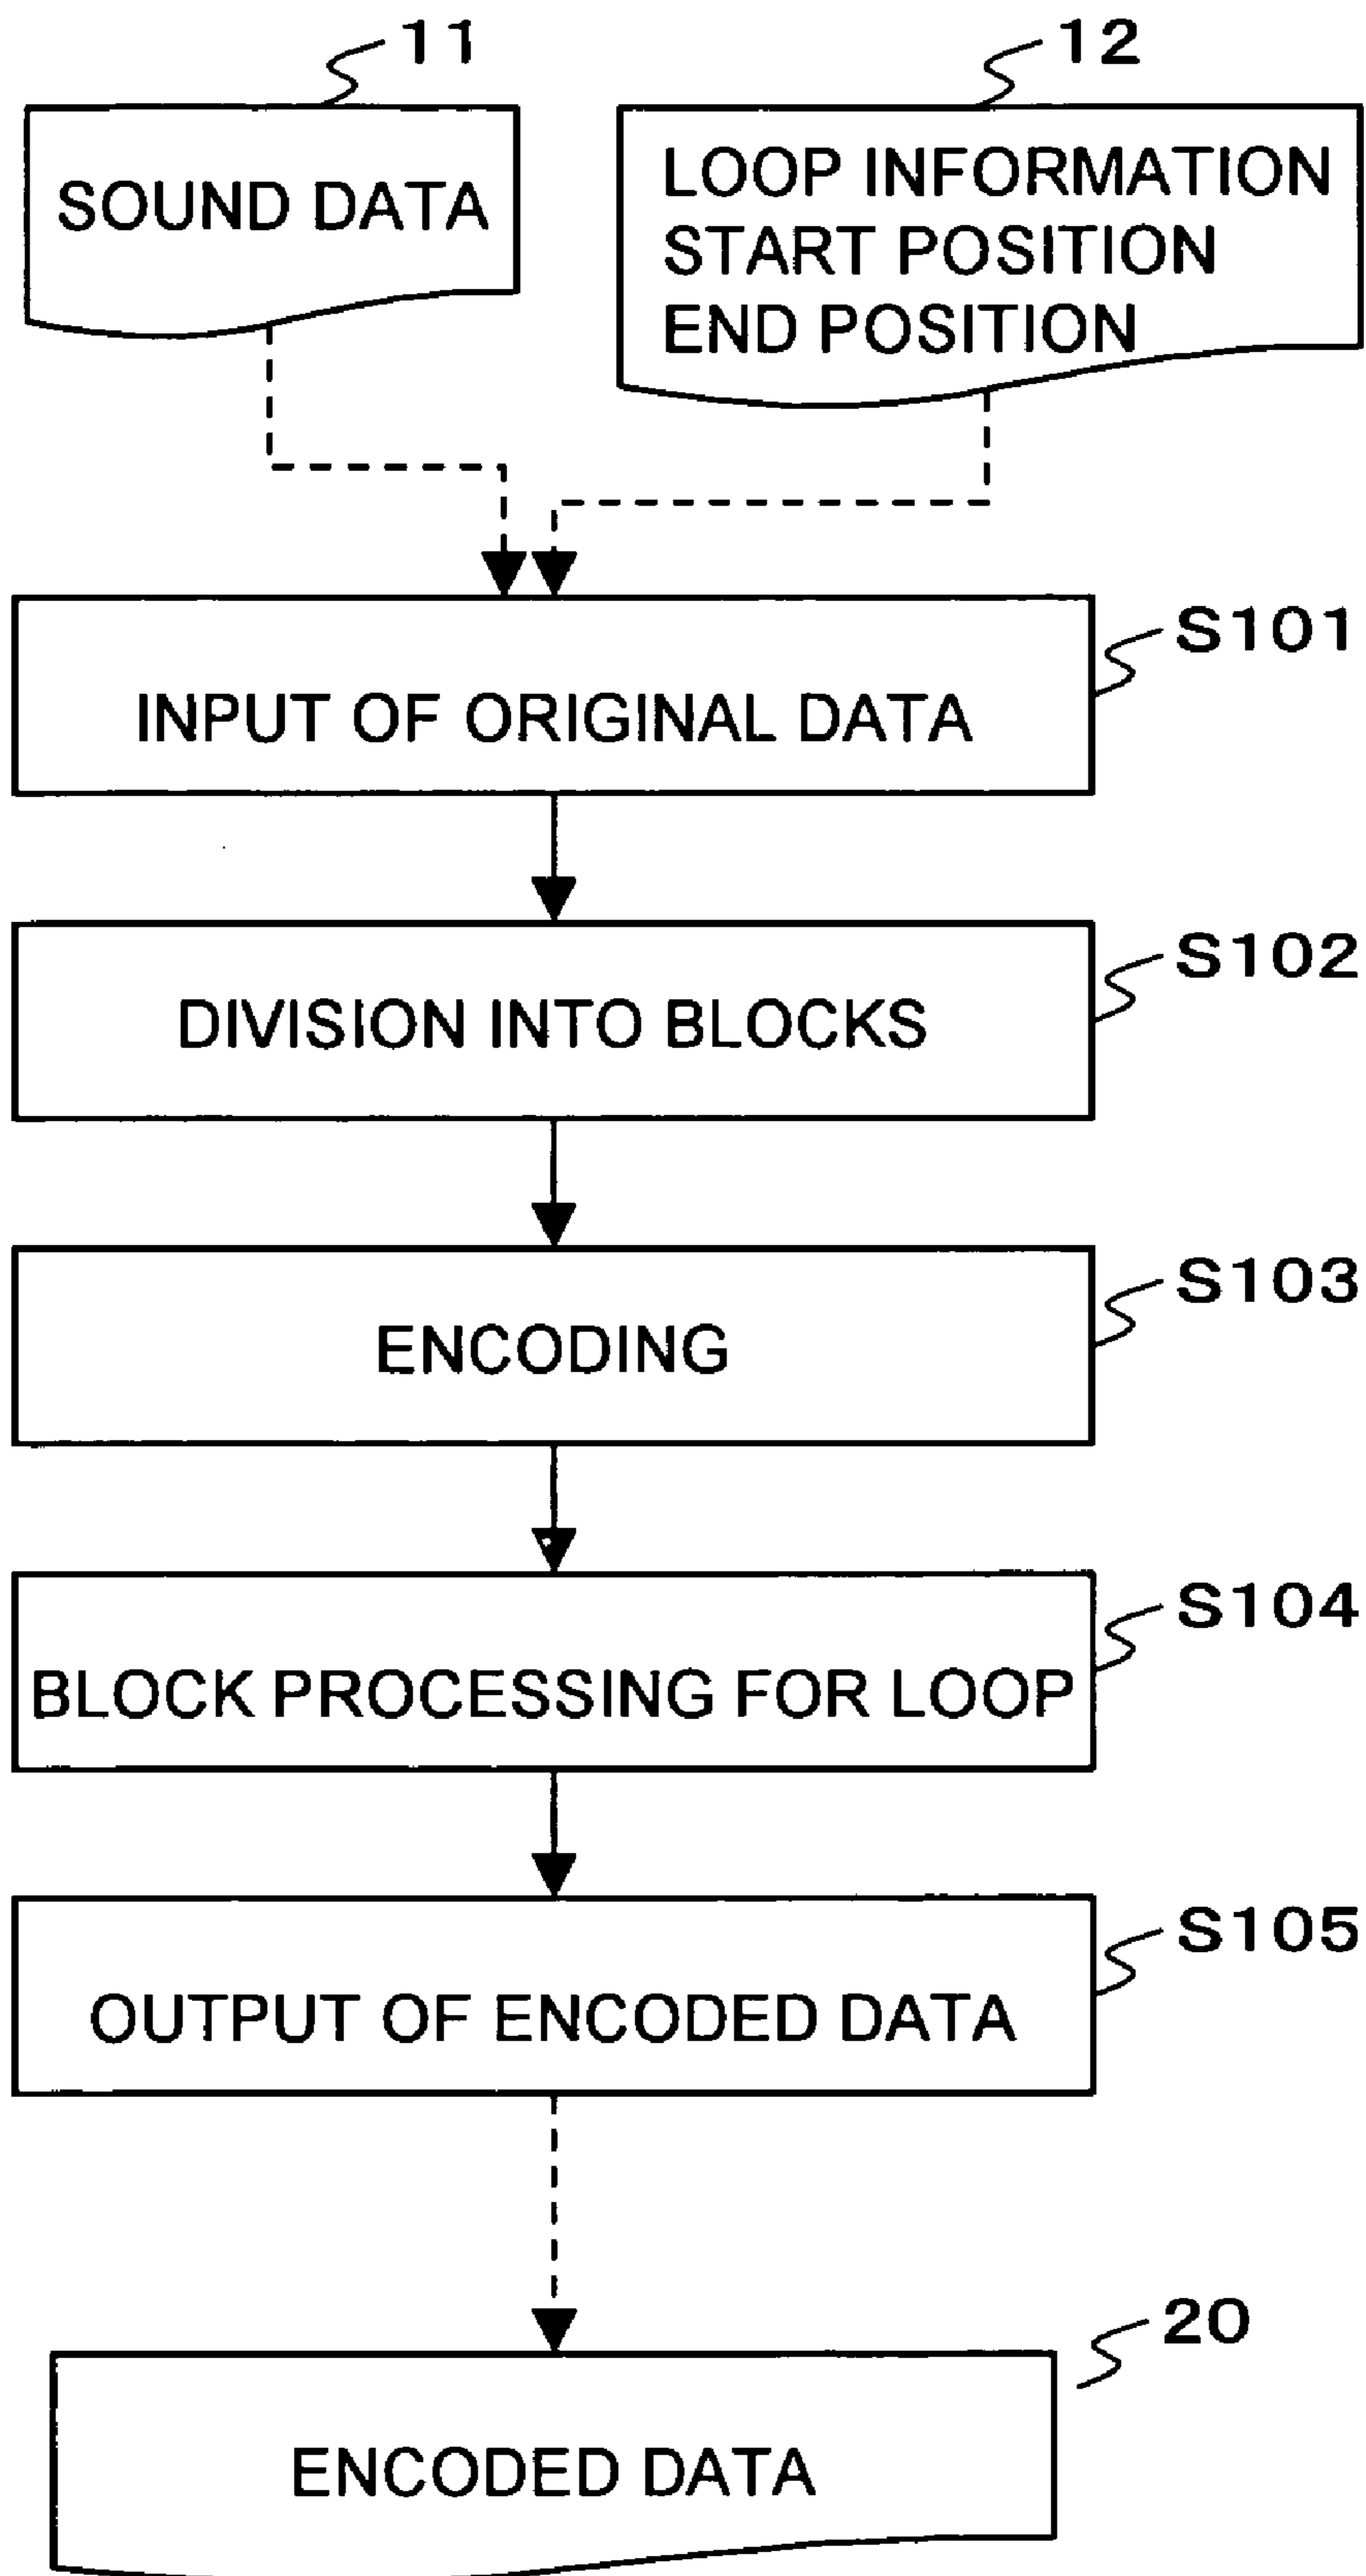 11
12
SOUND DATA
LOOP INFORMATION
START POSITION
END POSITION
S101
INPUT OF ORIGINAL DATA
S102
DIVISION INTO BLOCKS
S103
ENCODING
S104
BLOCK PROCESSING FOR LOOP
S105
OUTPUT OF ENCODED DATA
20
ENCODED DATA